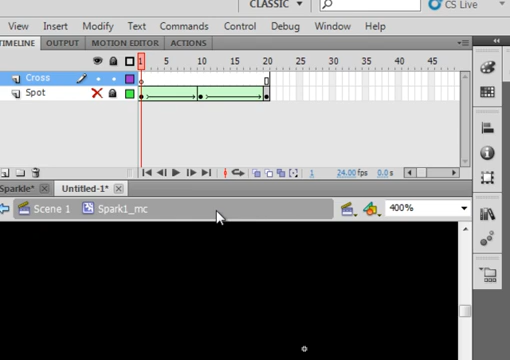 CLASSIC
CS Live
View Insert Modify Text Commands Control Debug Window Help
TIMELINE OUTPUT MOTION EDITOR ACTIONS
1 5 10 15 20 25 30 35 40 45
Cross
Spot
1 24.00 fps 0.0 s
Sparkle* Untitled-1*
Scene 1 Spark1_mc 400%